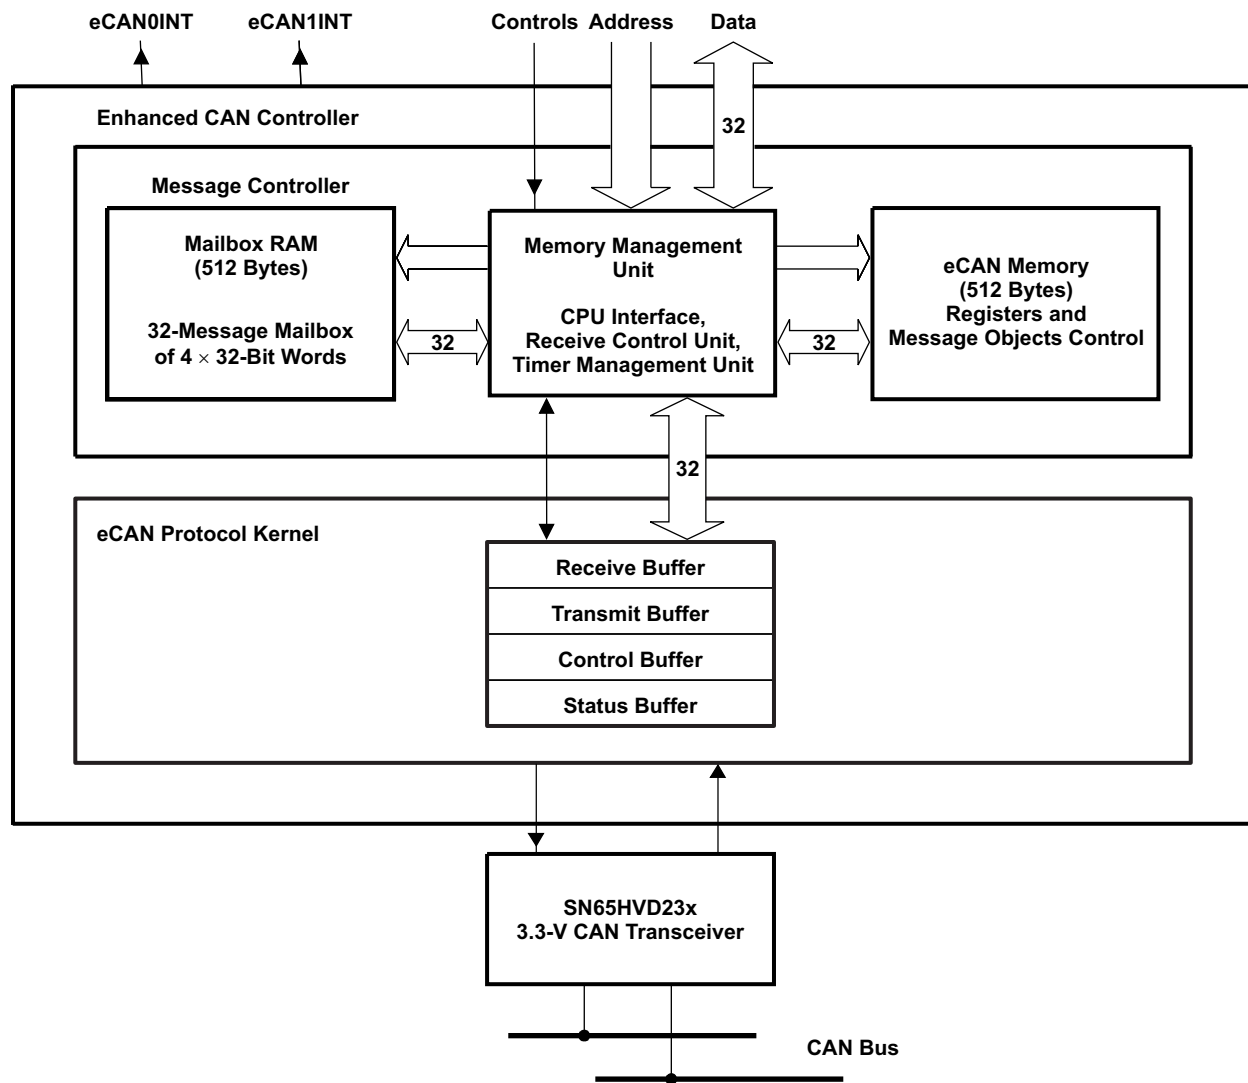 eCAN0INT eCAN1INT Controls Address Data
32
Enhanced CAN Controller
Message Controller
Mailbox RAM
(512 Bytes)
32-Message Mailbox
of 4 × 32-Bit Words
32
Memory Management
Unit
CPU Interface,
Receive Control Unit,
Timer Management Unit
32
eCAN Memory
(512 Bytes)
Registers and
Message Objects Control
32
eCAN Protocol Kernel
Receive Buffer
Transmit Buffer
Control Buffer
Status Buffer
SN65HVD23x
3.3-V CAN Transceiver
CAN Bus